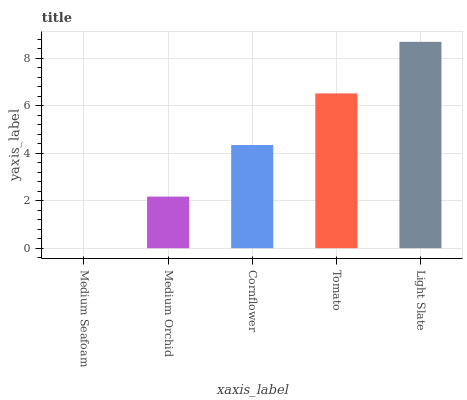 title
8
6
4
2
0
yaxis_label
Medium Seafoam
Medium Orchid
Cornflower
Tomato
Light Slate
xaxis_label